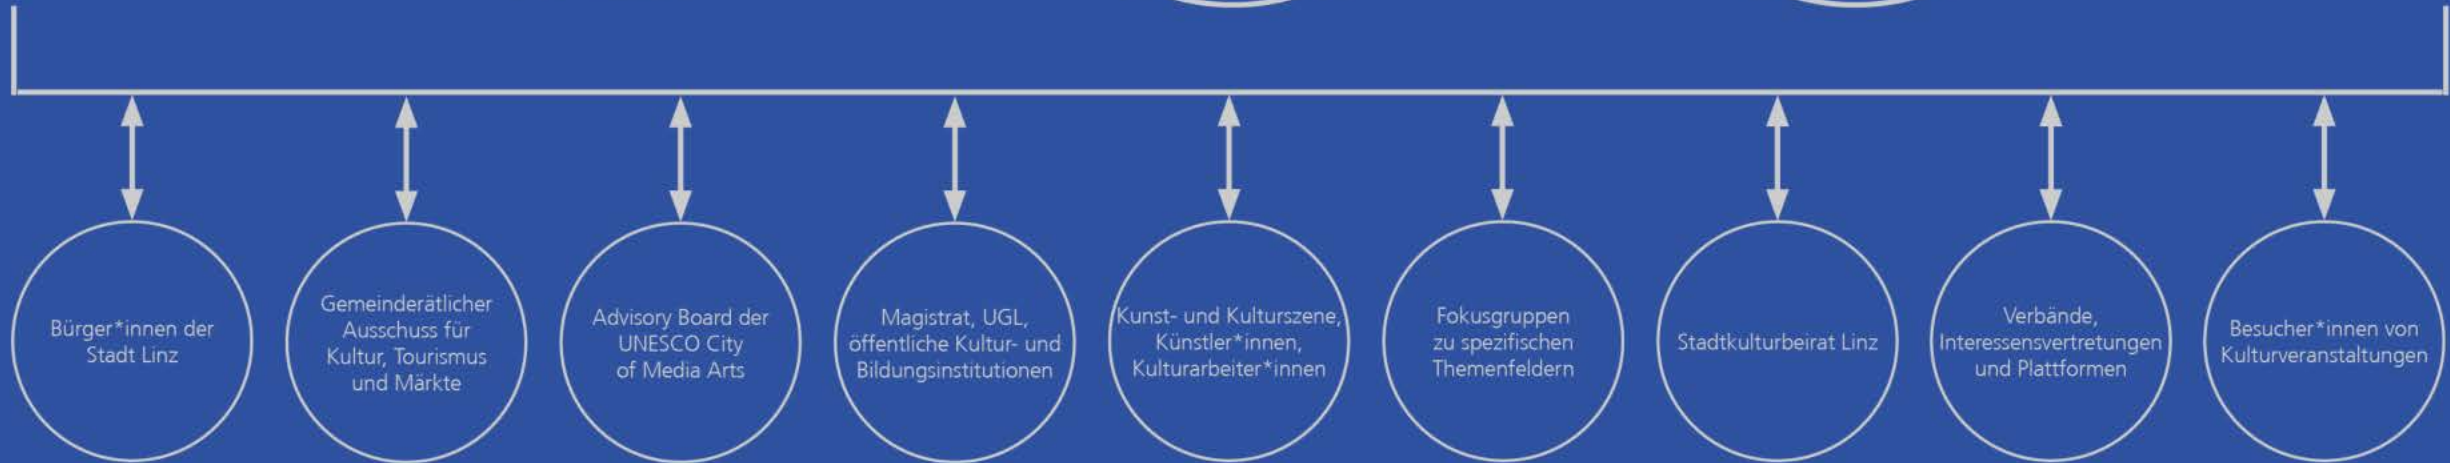 Bürger*innen der
Stadt Linz
Gemeinderätlicher
Ausschuss für
Kultur, Tourismus
und Märkte
Advisory Board der
UNESCO City
of Media Arts
Magistrat, UGL,
öffentliche Kultur- und
Bildungsinstitutionen
Kunst- und Kulturszene,
Künstler*innen,
Kulturarbeiter*innen
Fokusgruppen
zu spezifischen
Themenfeldern
Stadtkulturbeirat Linz
Verbände,
Interessensvertretungen
und Plattformen
Besucher*innen von
Kulturveranstaltungen